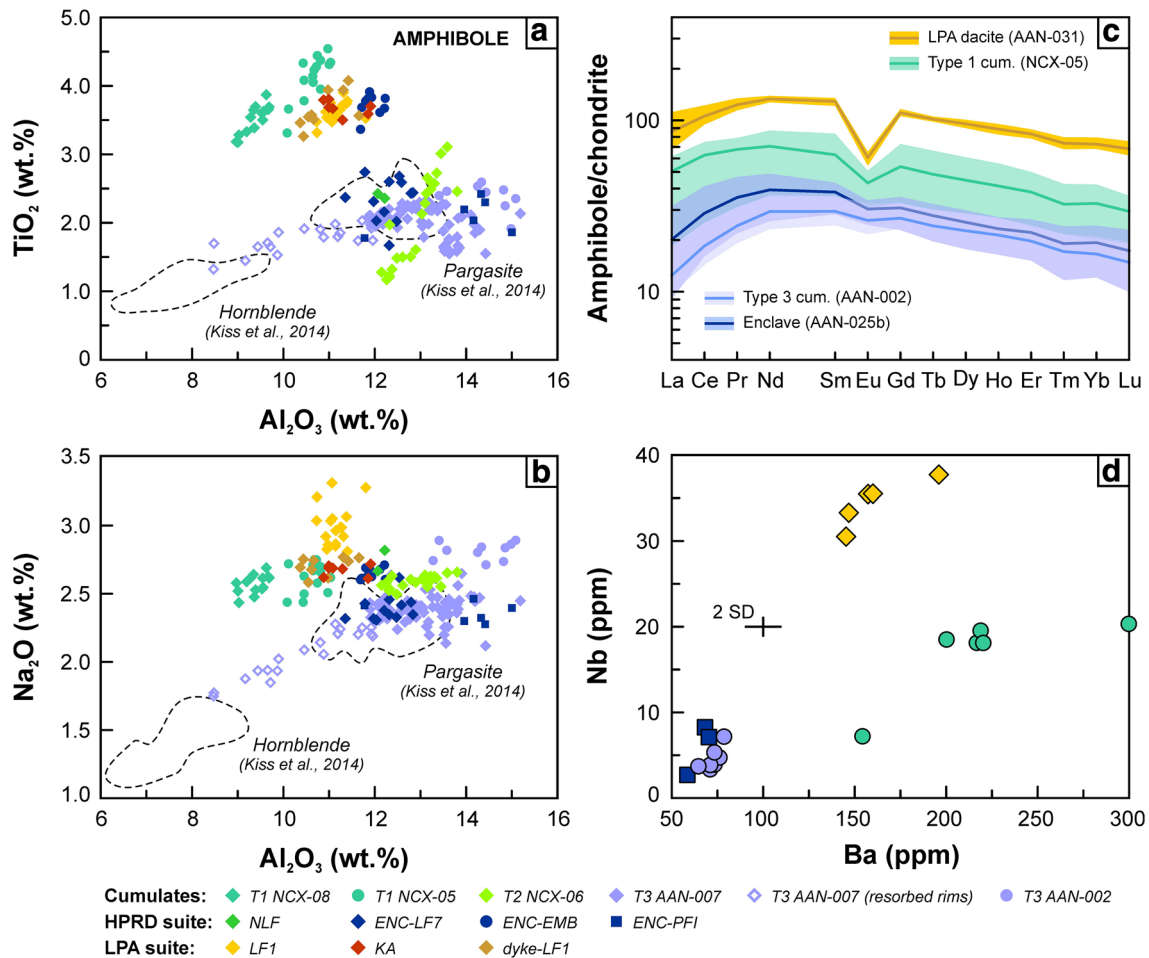 AMPHIBOLE
a
TiO2 (wt.%)
5.0
4.0
3.0
2.0
1.0
0
Pargasite
(Kiss et al., 2014)
Hornblende
(Kiss et al., 2014)
6 8 10 12 14 16
Al2O3 (wt.%)
c
LPA dacite (AAN-031)
Type 1 cum. (NCX-05)
Amphibole/chondrite
100
10
Type 3 cum. (AAN-002)
Enclave (AAN-025b)
La Ce Pr Nd Sm Eu Gd Tb Dy Ho Er Tm Yb Lu
b
Na2O (wt.%)
3.5
3.0
2.5
2.0
1.5
1.0
Pargasite
(Kiss et al., 2014)
Hornblende
(Kiss et al., 2014)
6 8 10 12 14 16
Al2O3 (wt.%)
d
Nb (ppm)
40
30
20
10
0
2 SD
50 100 150 200 250 300
Ba (ppm)
Cumulates: T1 NCX-08 T1 NCX-05 T2 NCX-06 T3 AAN-007 T3 AAN-007 (resorbed rims) T3 AAN-002
HPRD suite: NLF ENC-LF7 ENC-EMB ENC-PFI
LPA suite: LF1 KA dyke-LF1